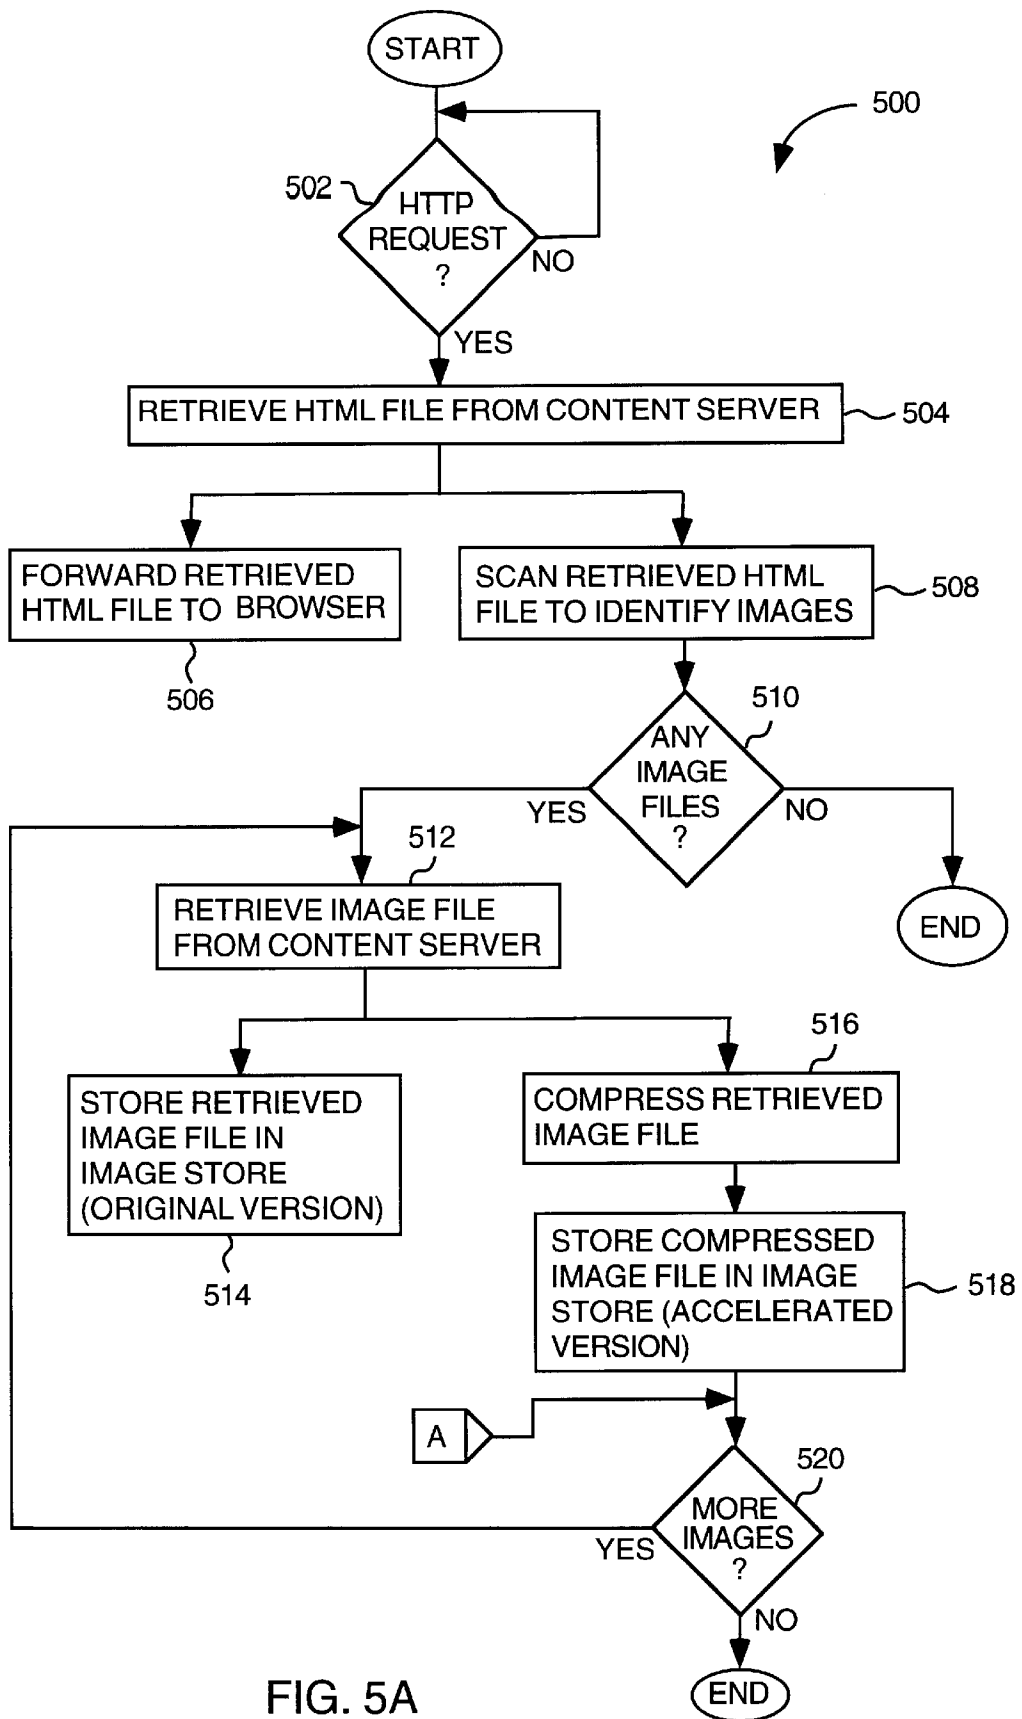 START
500
502
HTTP
REQUEST
?
NO
YES
RETRIEVE HTML FILE FROM CONTENT SERVER
504
FORWARD RETRIEVED
HTML FILE TO BROWSER
506
SCAN RETRIEVED HTML
FILE TO IDENTIFY IMAGES
508
510
ANY
IMAGE
FILES
?
YES
NO
END
512
RETRIEVE IMAGE FILE
FROM CONTENT SERVER
STORE RETRIEVED
IMAGE FILE IN
IMAGE STORE
(ORIGINAL VERSION)
514
516
COMPRESS RETRIEVED
IMAGE FILE
STORE COMPRESSED
IMAGE FILE IN IMAGE
STORE (ACCELERATED
VERSION)
518
A
520
MORE
IMAGES
?
YES
NO
END
FIG. 5A